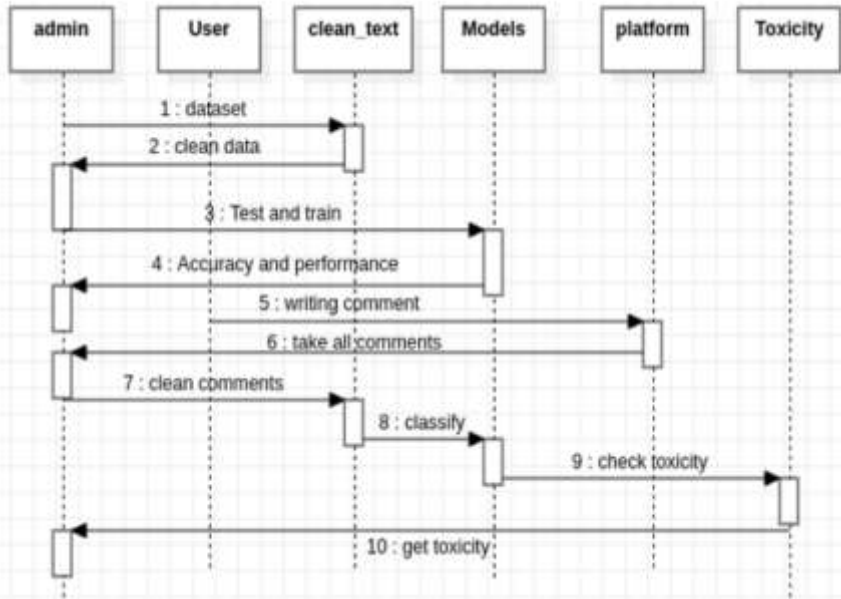 admin
User
clean_text
Models
platform
Toxicity
1 : dataset
2 : clean data
3 : Test and train
4 : Accuracy and performance
5 : writing comment
6 : take all comments
7 : clean comments
8 : classify
9 : check toxicity
10 : get toxicity